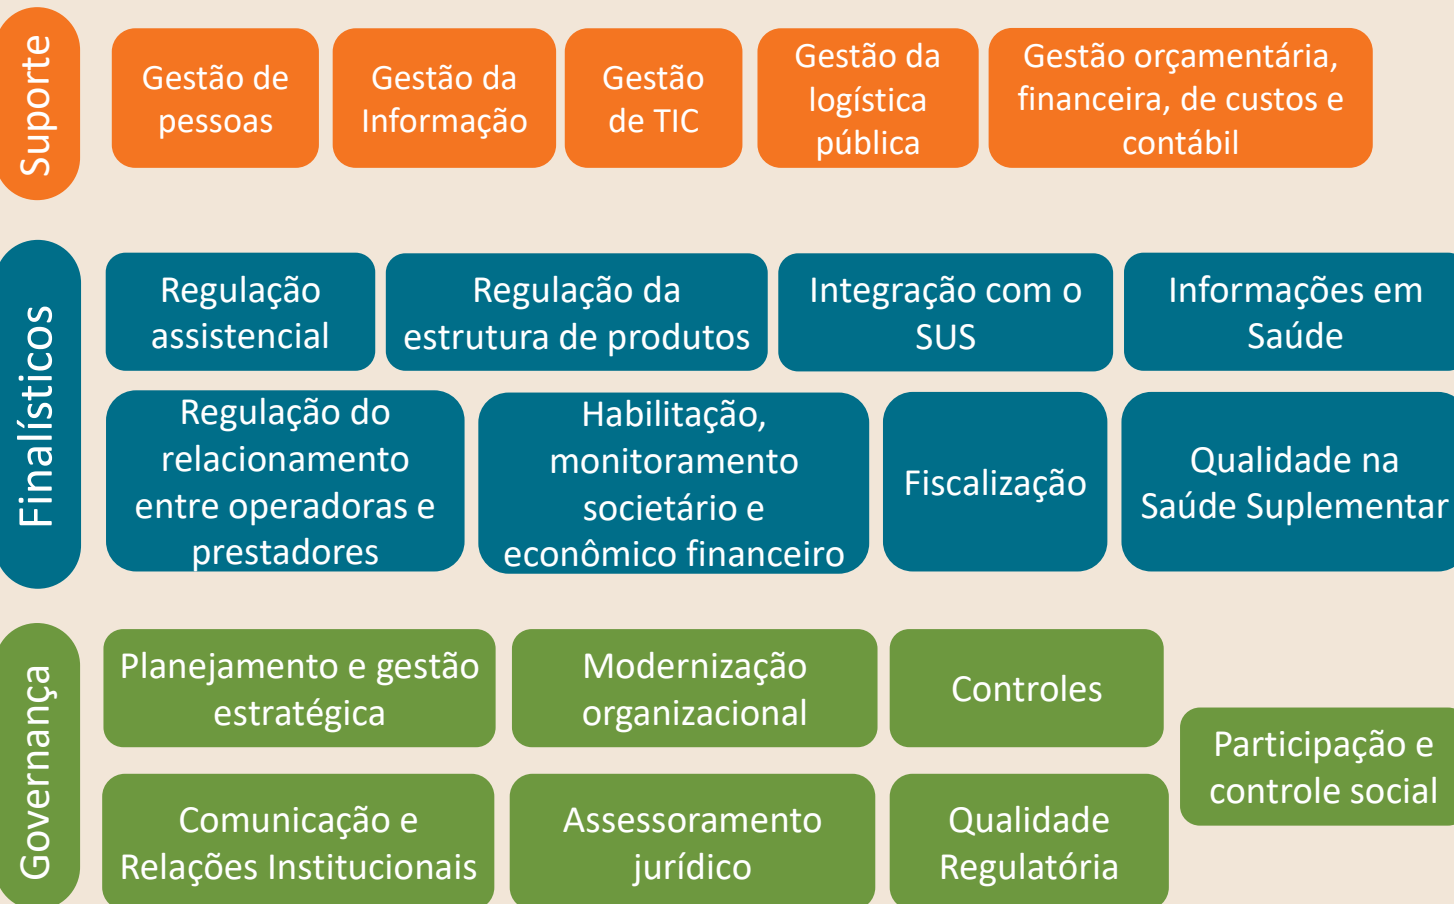 Suporte
Gestão de
pessoas
Gestão da
Informação
Gestão
de TIC
Gestão da
logística
pública
Gestão orçamentária,
financeira, de custos e
contábil
Finalísticos
Regulação
assistencial
Regulação da
estrutura de produtos
Integração com o
SUS
Informações em
Saúde
Regulação do
relacionamento
entre operadoras e
prestadores
Habilitação,
monitoramento
societário e
econômico financeiro
Fiscalização
Qualidade na
Saúde Suplementar
Governança
Planejamento e gestão
estratégica
Modernização
organizacional
Controles
Participação e
controle social
Comunicação e
Relações Institucionais
Assessoramento
jurídico
Qualidade
Regulatória